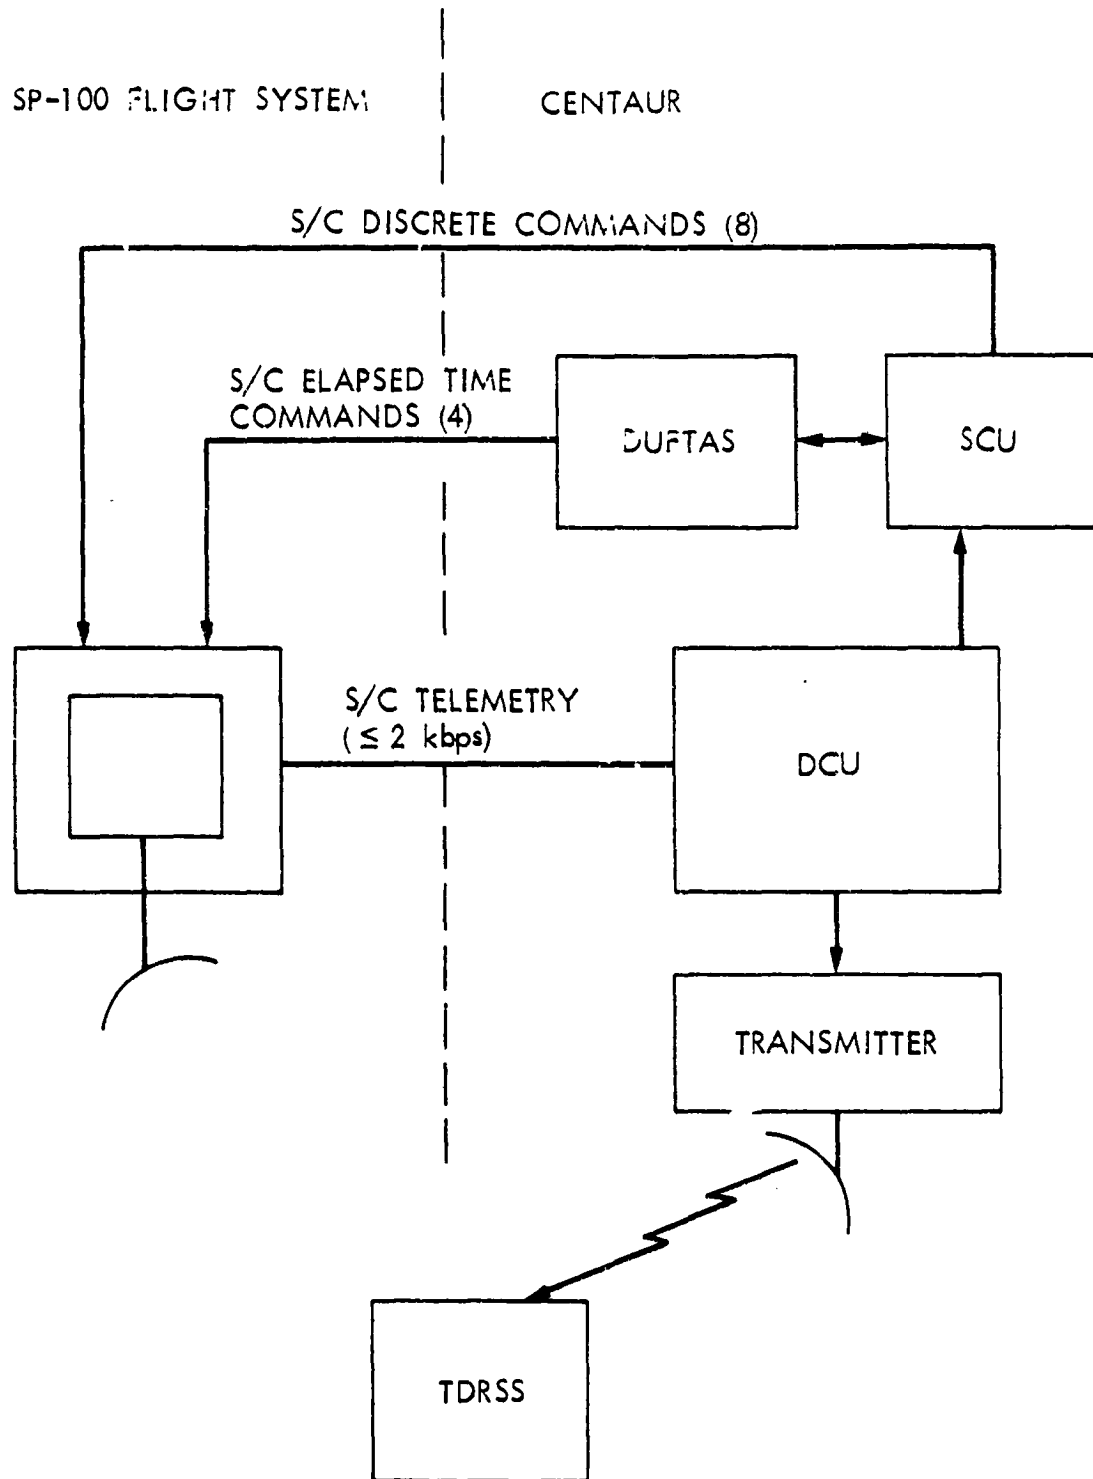 SP-100 FLIGHT SYSTEM
CENTAUR
S/C DISCRETE COMMANDS (8)
S/C ELAPSED TIME
COMMANDS (4)
DUFTAS
SCU
S/C TELEMETRY
(≤ 2 kbps)
DCU
TRANSMITTER
TDRSS